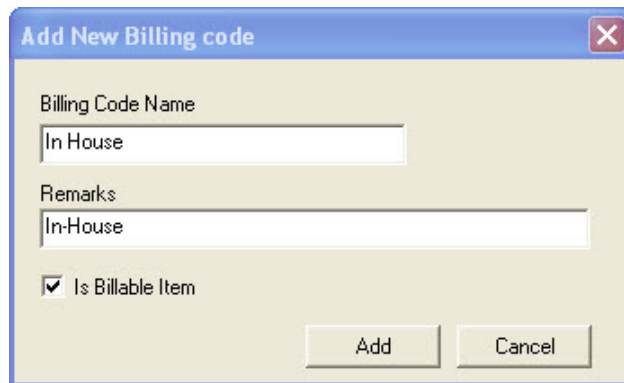 Add New Billing code
Billing Code Name
In House
Remarks
In-House
Is Billable Item
Add Cancel